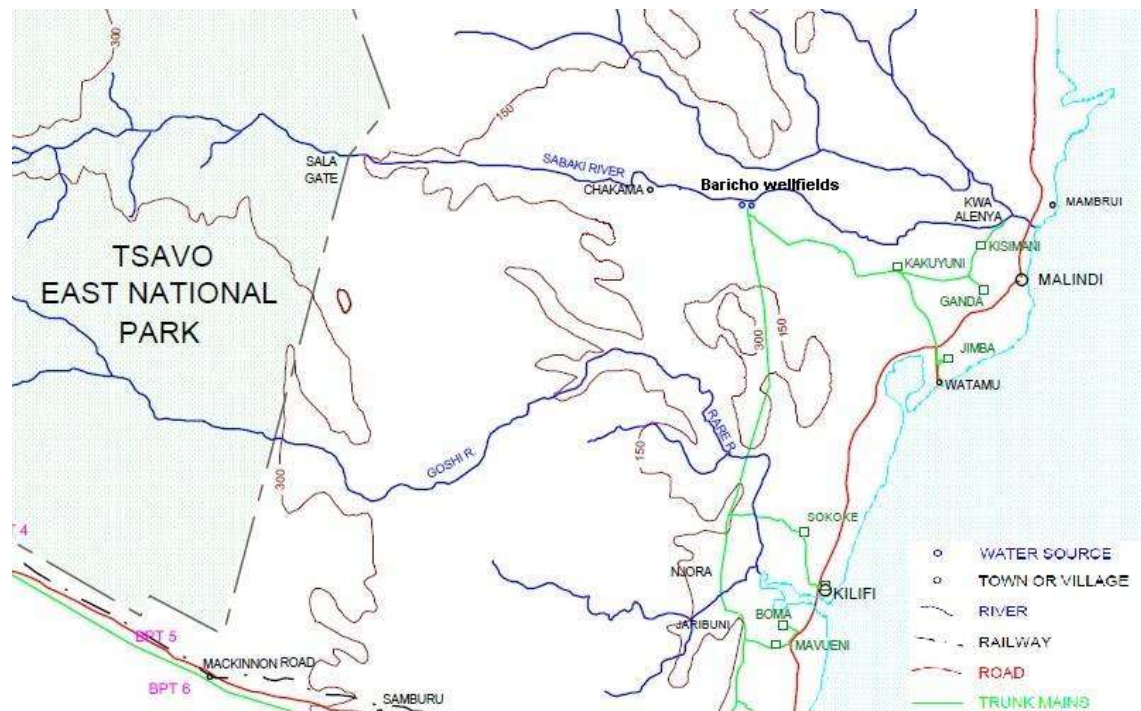 300
150
SALA
GATE
SABAKI RIVER
CHAKAMA
Baricho wellfields
KWA
ALENYA
MAMBRUI
KISIMANI
KAKUYUNI
MALINDI
GANDA
TSAVO
EAST NATIONAL
PARK
300
150
JIMBA
WATAMU
RARE R.
GOSHI R.
150
300
SOKOKE
NJORA
KILIFI
BOMA
JARIBUNI
MAVUENI
T 4
BPT 5
MACKINNON ROAD
BPT 6
SAMBURU
WATER SOURCE
TOWN OR VILLAGE
RIVER
RAILWAY
ROAD
TRUNK MAINS